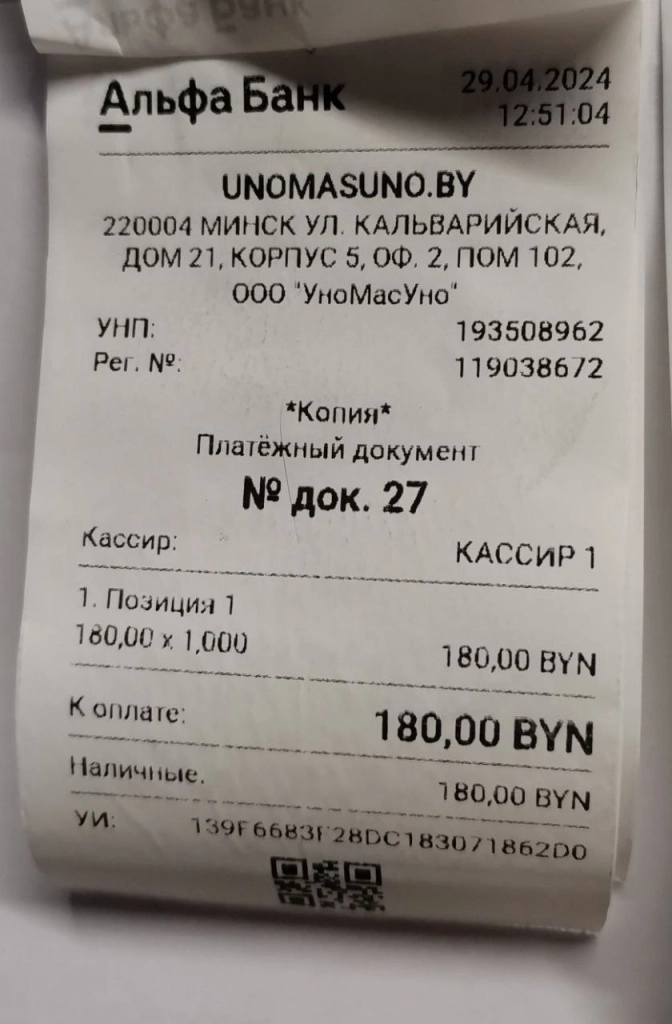 Альфа Банк
29.04.2024
12:51:04
UNOMASUNO.BY
220004 МИНСК УЛ. КАЛЬВАРИЙСКАЯ,
ДОМ 21, КОРПУС 5, ОФ. 2, ПОМ 102,
ООО "УноМасУно"
УНП: 193508962
Рег. №: 119038672
*Копия*
Платёжный документ
№ док. 27
Кассир: КАССИР 1
1. Позиция 1
180,00 x 1,000 180,00 BYN
К оплате: 180,00 BYN
Наличные. 180,00 BYN
УИ: 139F6683F28DC183071862D0